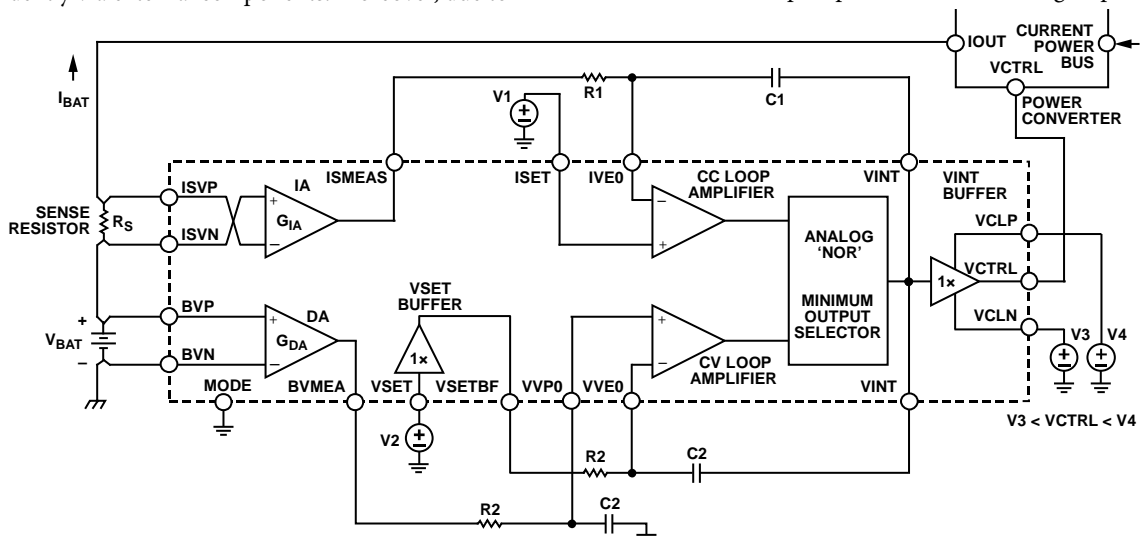 IOUT
CURRENT
POWER
BUS
VCTRL
POWER
CONVERTER
IBAT
R1
V1
C1
ISMEAS
ISET
IVE0
VINT
VINT
BUFFER
ISVP
IA
CC LOOP
AMPLIFIER
VCLP
SENSE
RESISTOR
RS
+
GIA
−
−
+
ANALOG
'NOR'
ISVN
VCTRL
1×
VSET
BUFFER
BVP
DA
MINIMUM
OUTPUT
SELECTOR
VCLN
+
VBAT
−
+
GDA
−
+
−
1×
V3
V4
BVN
CV LOOP
AMPLIFIER
MODE
BVMEA
VSET
VSETBF
VVP0
VVE0
VINT
V2
V3 < VCTRL < V4
R2
C2
R2
C2